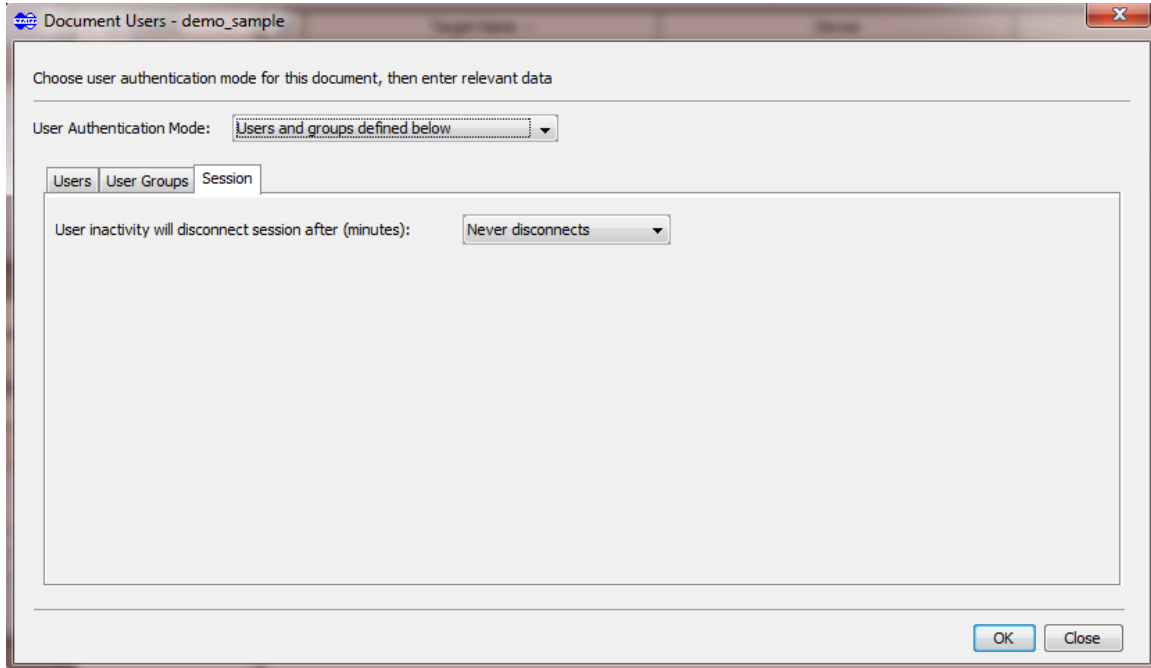 Document Users - demo_sample
Choose user authentication mode for this document, then enter relevant data
User Authentication Mode: Users and groups defined below
Users User Groups Session
User inactivity will disconnect session after (minutes): Never disconnects
OK Close